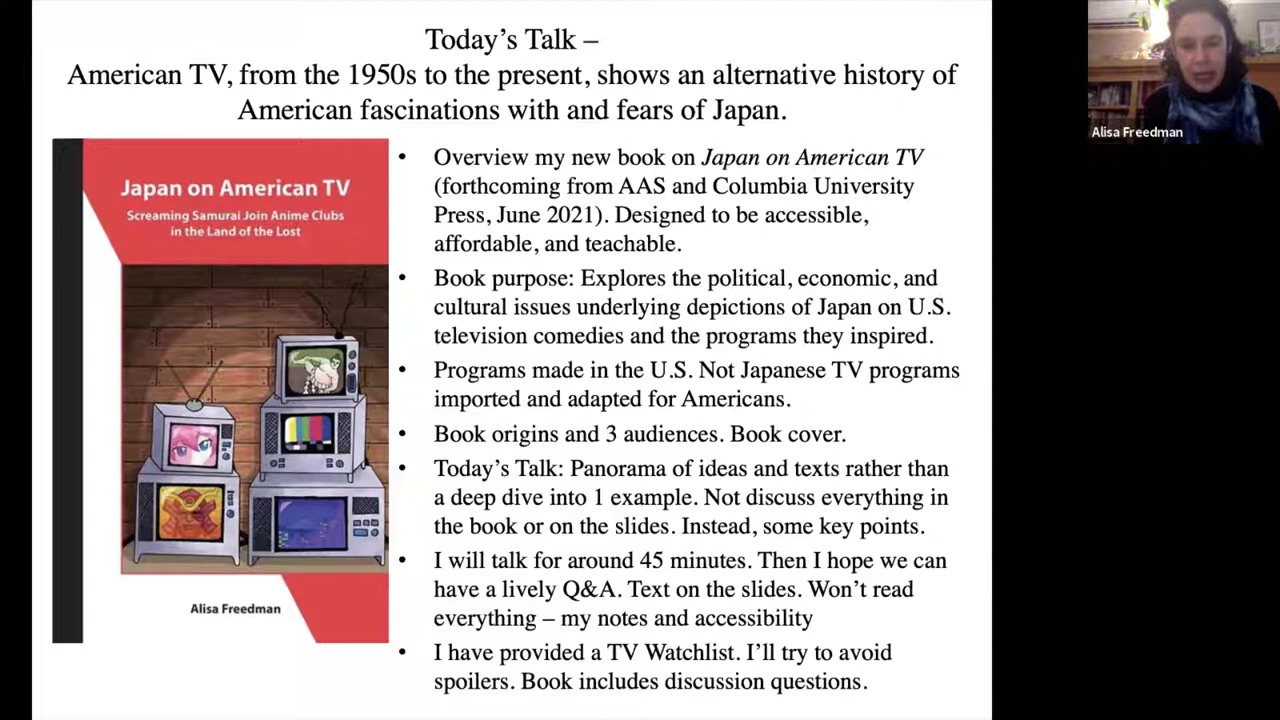 Today's Talk –
American TV, from the 1950s to the present, shows an alternative history of
American fascinations with and fears of Japan.
Japan on American TV
Screaming Samurai Join Anime Clubs
in the Land of the Lost
Alisa Freedman
• Overview my new book on Japan on American TV
(forthcoming from AAS and Columbia University
Press, June 2021). Designed to be accessible,
affordable, and teachable.
• Book purpose: Explores the political, economic, and
cultural issues underlying depictions of Japan on U.S.
television comedies and the programs they inspired.
• Programs made in the U.S. Not Japanese TV programs
imported and adapted for Americans.
• Book origins and 3 audiences. Book cover.
• Today's Talk: Panorama of ideas and texts rather than
a deep dive into 1 example. Not discuss everything in
the book or on the slides. Instead, some key points.
• I will talk for around 45 minutes. Then I hope we can
have a lively Q&A. Text on the slides. Won't read
everything – my notes and accessibility
• I have provided a TV Watchlist. I'll try to avoid
spoilers. Book includes discussion questions.
Alisa Freedman